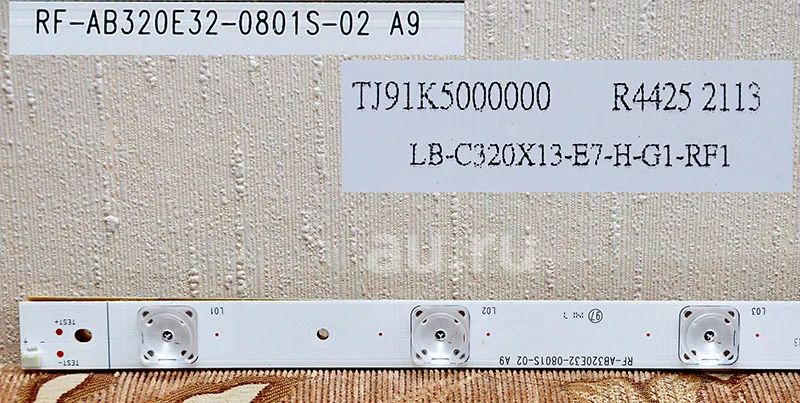 RF-AB320E32-0801S-02 A9
TJ91K5000000 R4425 2113
LB-C320X13-E7-H-G1-RF1
au.ru
L01
L02
L03
97
TEST+
TEST-
+ -
RF-AB320E32-0801S-02 A9